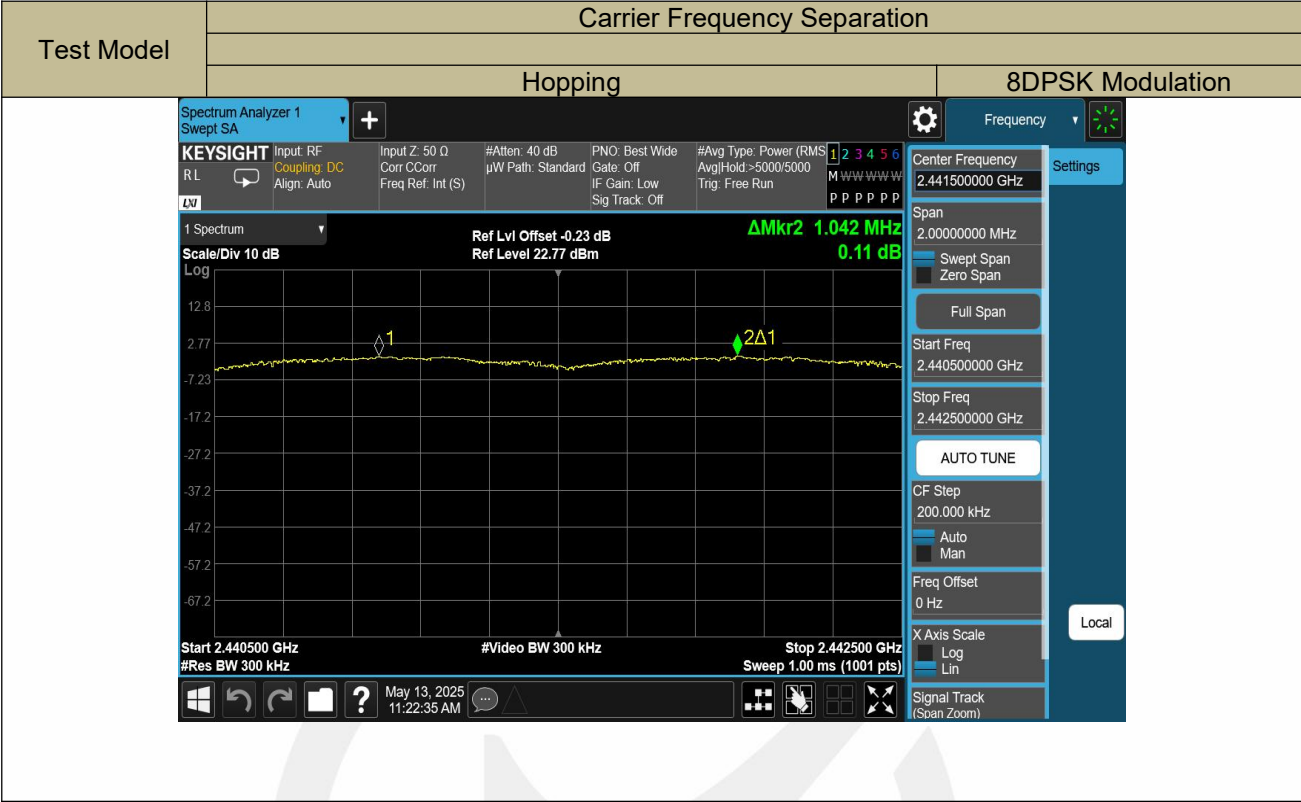 Test Model
Carrier Frequency Separation
Hopping
8DPSK Modulation
Spectrum Analyzer 1
Swept SA
+
Frequency
KEYSIGHT
R L
LXI
Input: RF
Coupling: DC
Align: Auto
Input Z: 50 Ω
Corr CCorr
Freq Ref: Int (S)
#Atten: 40 dB
µW Path: Standard
PNO: Best Wide
Gate: Off
IF Gain: Low
Sig Track: Off
#Avg Type: Power (RMS
Avg|Hold:>5000/5000
Trig: Free Run
1 2 3 4 5 6
M W W W W W
P P P P P P
Center Frequency
2.441500000 GHz
Settings
Span
2.00000000 MHz
Swept Span
Zero Span
Full Span
Start Freq
2.440500000 GHz
Stop Freq
2.442500000 GHz
AUTO TUNE
CF Step
200.000 kHz
Auto
Man
Freq Offset
0 Hz
X Axis Scale
Log
Lin
Signal Track
(Span Zoom)
Local
1 Spectrum
Scale/Div 10 dB
Log
Ref Lvl Offset -0.23 dB
Ref Level 22.77 dBm
ΔMkr2 1.042 MHz
0.11 dB
12.8
2.77
-7.23
-17.2
-27.2
-37.2
-47.2
-57.2
-67.2
1
2Δ1
Start 2.440500 GHz
#Res BW 300 kHz
#Video BW 300 kHz
Stop 2.442500 GHz
Sweep 1.00 ms (1001 pts)
?
May 13, 2025
11:22:35 AM